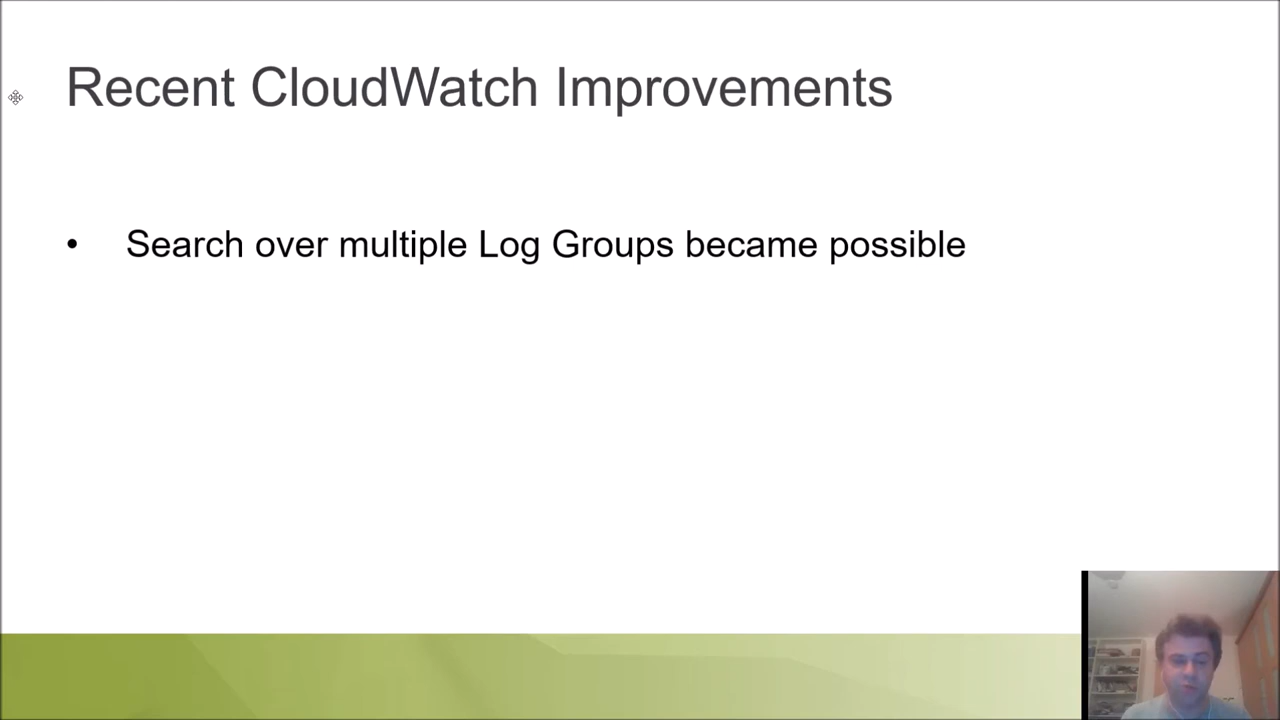 Recent CloudWatch Improvements
• Search over multiple Log Groups became possible